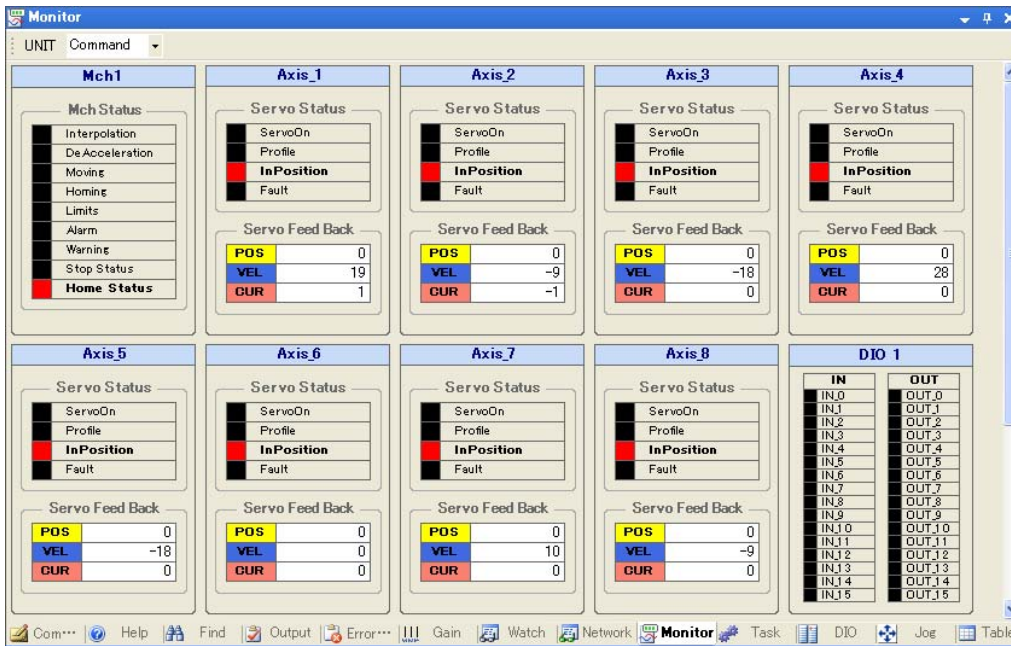 Monitor
UNIT Command
Mch1
Mch Status
Interpolation
DeAcceleration
Moving
Homing
Limits
Alarm
Warning
Stop Status
Home Status
Axis_1
Servo Status
ServoOn
Profile
InPosition
Fault
Servo Feed Back
POS 0
VEL 19
CUR 1
Axis_2
Servo Status
ServoOn
Profile
InPosition
Fault
Servo Feed Back
POS 0
VEL -9
CUR -1
Axis_3
Servo Status
ServoOn
Profile
InPosition
Fault
Servo Feed Back
POS 0
VEL -18
CUR 0
Axis_4
Servo Status
ServoOn
Profile
InPosition
Fault
Servo Feed Back
POS 0
VEL 28
CUR 0
Axis_5
Servo Status
ServoOn
Profile
InPosition
Fault
Servo Feed Back
POS 0
VEL -18
CUR 0
Axis_6
Servo Status
ServoOn
Profile
InPosition
Fault
Servo Feed Back
POS 0
VEL 0
CUR 0
Axis_7
Servo Status
ServoOn
Profile
InPosition
Fault
Servo Feed Back
POS 0
VEL 10
CUR 0
Axis_8
Servo Status
ServoOn
Profile
InPosition
Fault
Servo Feed Back
POS 0
VEL -9
CUR 0
DIO 1
IN OUT
IN_0 OUT_0
IN_1 OUT_1
IN_2 OUT_2
IN_3 OUT_3
IN_4 OUT_4
IN_5 OUT_5
IN_6 OUT_6
IN_7 OUT_7
IN_8 OUT_8
IN_9 OUT_9
IN_10 OUT_10
IN_11 OUT_11
IN_12 OUT_12
IN_13 OUT_13
IN_14 OUT_14
IN_15 OUT_15
Com··· Help Find Output Error··· Gain Watch Network Monitor Task DIO Jog Table